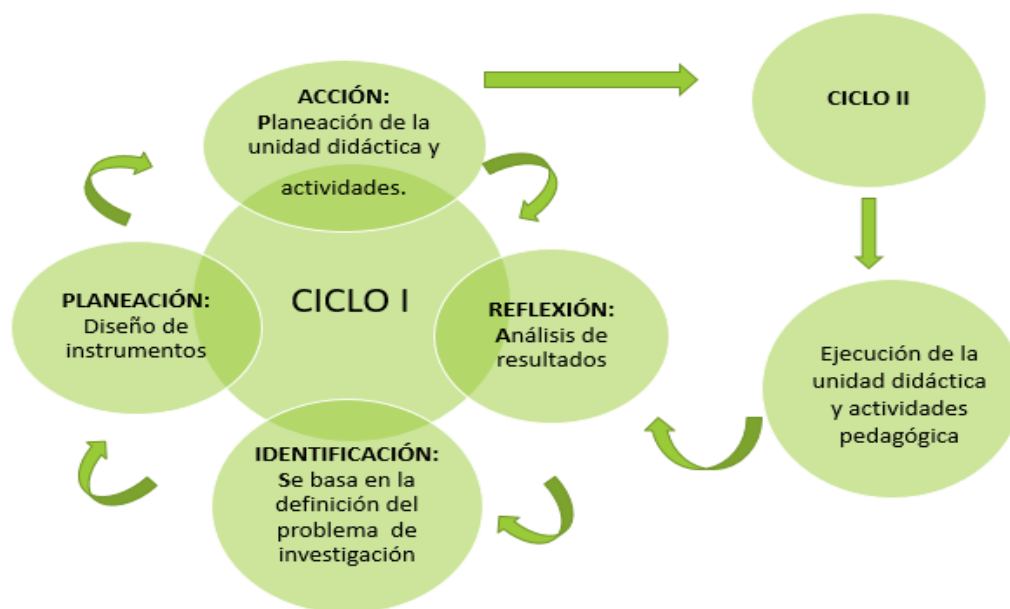 ACCIÓN:
Planeación de la
unidad didáctica y
actividades.
CICLO II
CICLO I
PLANEACIÓN:
Diseño de
instrumentos
REFLEXIÓN:
Análisis de
resultados
Ejecución de la
unidad didáctica
y actividades
pedagógica
IDENTIFICACIÓN:
Se basa en la
definición del
problema de
investigación